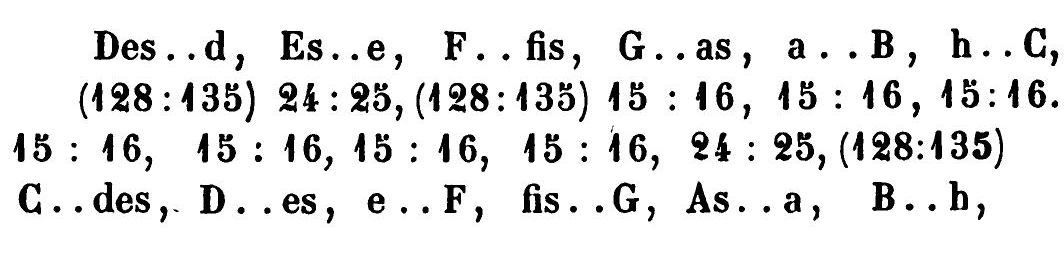 Des..d, Es..e, F..fis, G..as, a..B, h..C,
(128:135) 24:25, (128:135) 15 : 16, 15 : 16, 15:16.
15 : 16, 15 : 16, 15 : 16, 15 : 16, 24 : 25, (128:135)
C..des, D..es, e..F, fis..G, As..a, B..h,